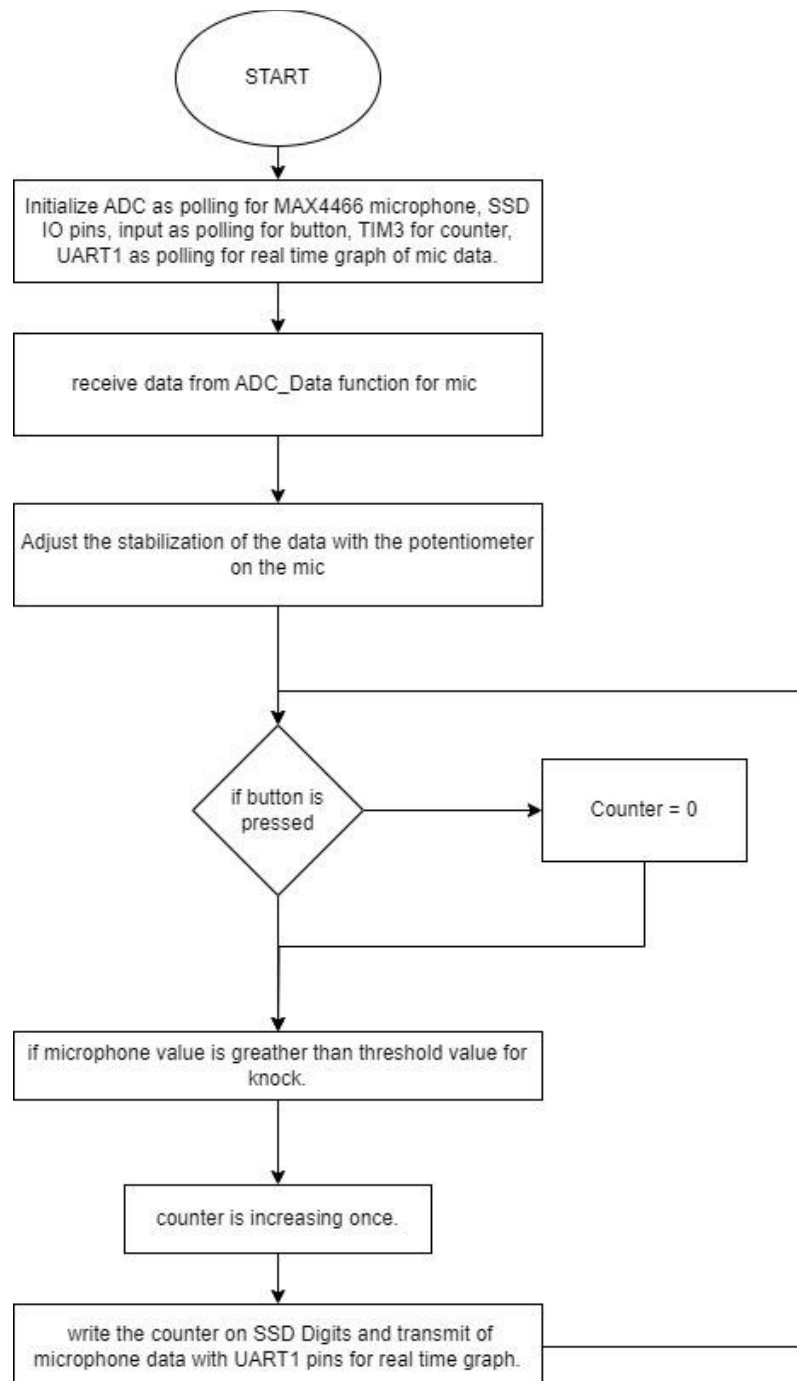 START
Initialize ADC as polling for MAX4466 microphone, SSD
IO pins, input as polling for button, TIM3 for counter,
UART1 as polling for real time graph of mic data.
receive data from ADC_Data function for mic
Adjust the stabilization of the data with the potentiometer
on the mic
if button is
pressed
Counter = 0
if microphone value is greather than threshold value for
knock.
counter is increasing once.
write the counter on SSD Digits and transmit of
microphone data with UART1 pins for real time graph.